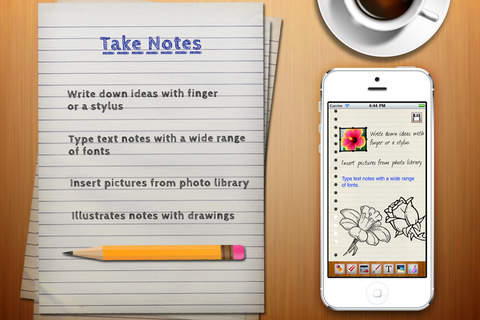 Take Notes
Write down ideas with finger
or a stylus
Type text notes with a wide range
of fonts
Insert pictures from photo library
Illustrates notes with drawings
Carrier
4:44 PM
Write down ideas with
finger or a stylus
Insert pictures from photo library
Type text notes with a wide range
of fonts.
T